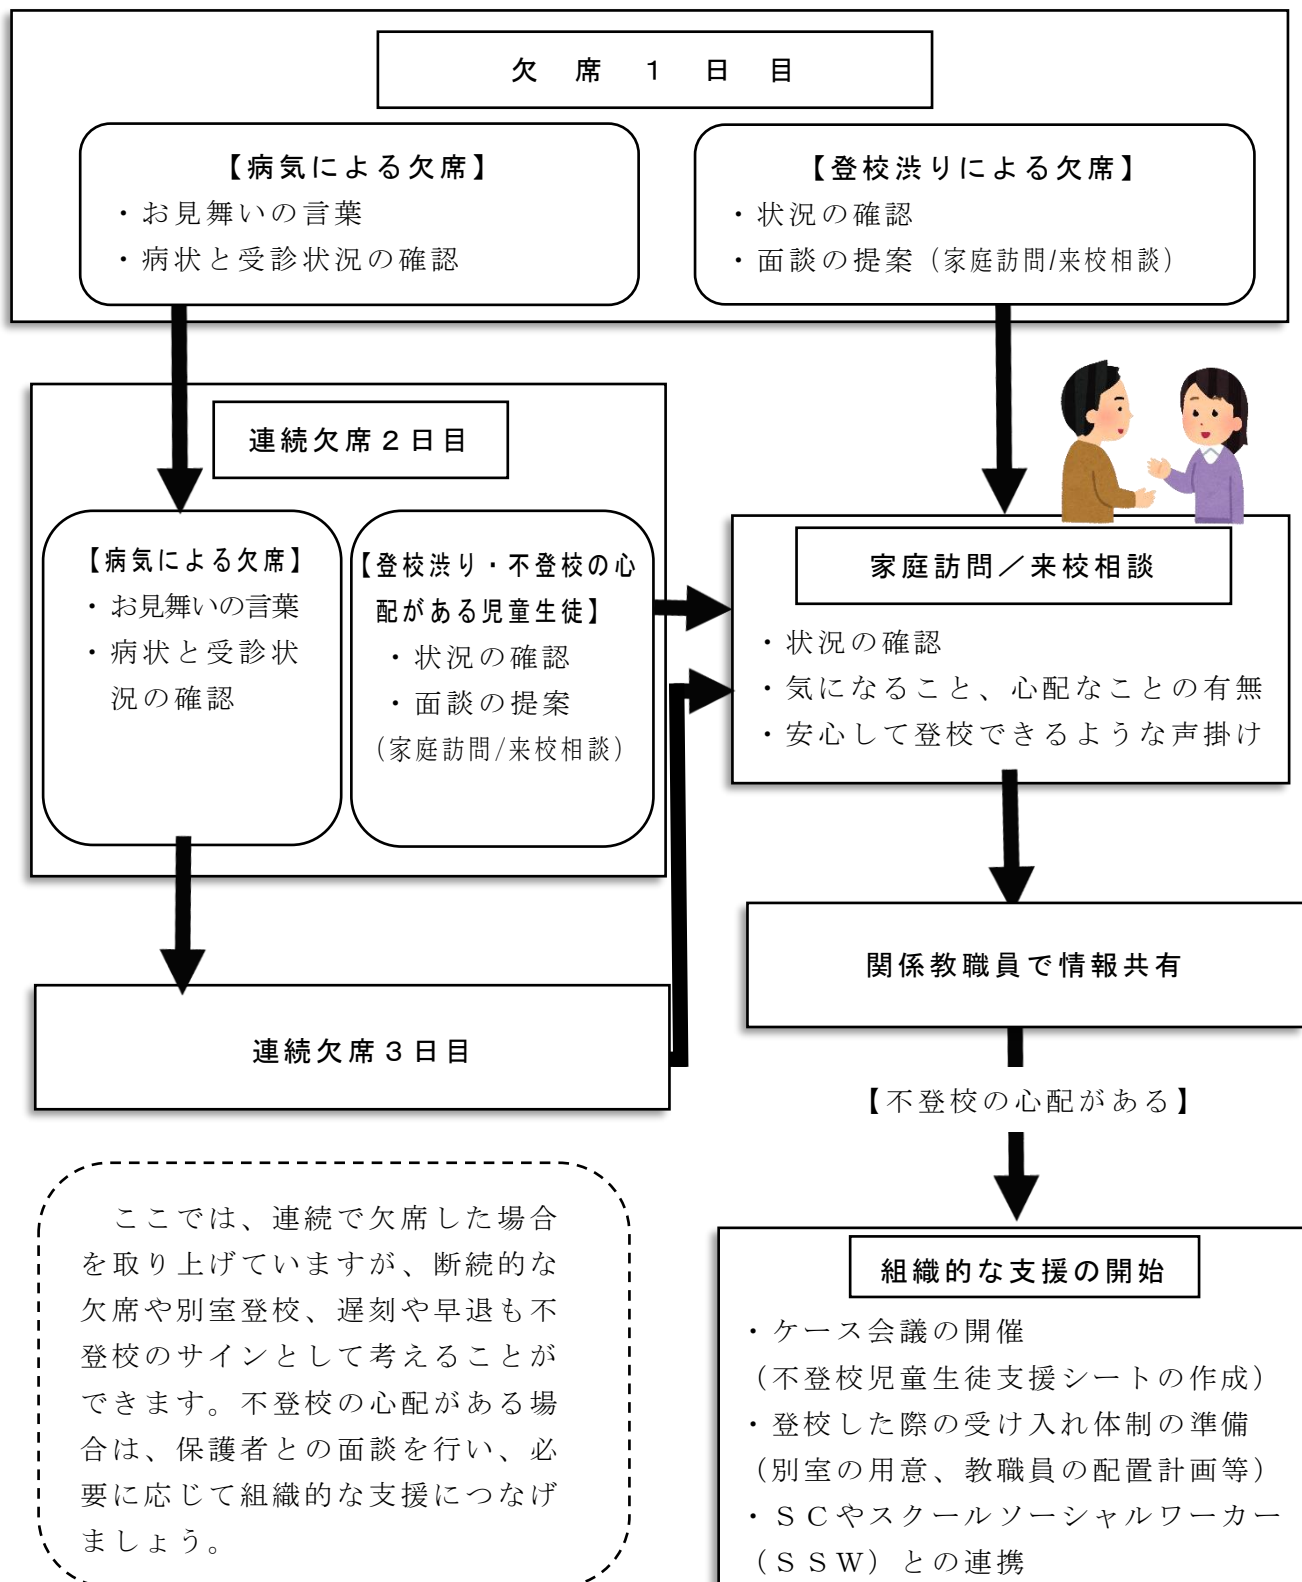 欠席１日目
【病気による欠席】
・お見舞いの言葉
・病状と受診状況の確認
【登校渋りによる欠席】
・状況の確認
・面談の提案（家庭訪問/来校相談）
連続欠席２日目
【病気による欠席】
・お見舞いの言葉
・病状と受診状
況の確認
【登校渋り・不登校の心
配がある児童生徒】
・状況の確認
・面談の提案
（家庭訪問/来校相談）
家庭訪問／来校相談
・状況の確認
・気になること、心配なことの有無
・安心して登校できるような声掛け
関係教職員で情報共有
連続欠席３日目
【不登校の心配がある】
ここでは、連続で欠席した場合
を取り上げていますが、断続的な
欠席や別室登校、遅刻や早退も不
登校のサインとして考えることが
できます。不登校の心配がある場
合は、保護者との面談を行い、必
要に応じて組織的な支援につなげ
ましょう。
組織的な支援の開始
・ケース会議の開催
（不登校児童生徒支援シートの作成）
・登校した際の受け入れ体制の準備
（別室の用意、教職員の配置計画等）
・ＳＣやスクールソーシャルワーカー
（ＳＳＷ）との連携